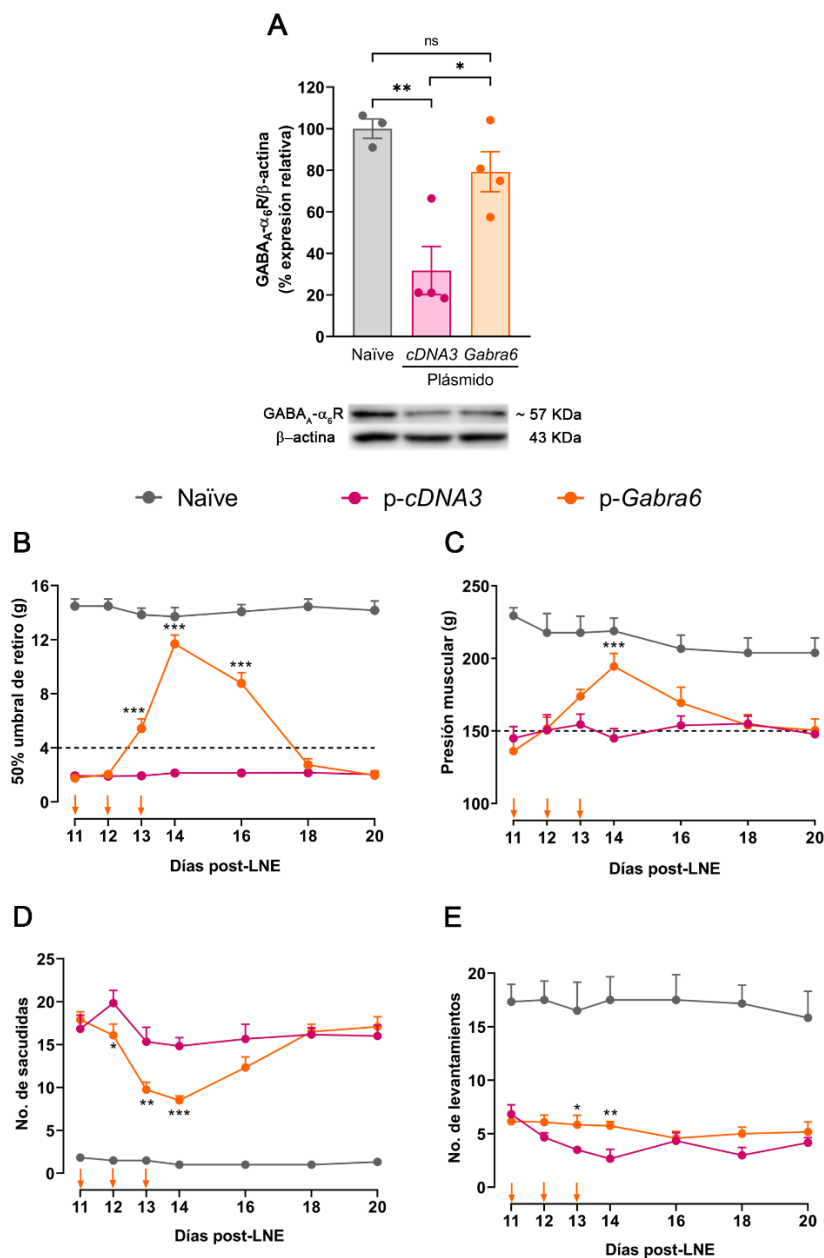 A
ns
*
**
120
100
80
60
40
20
0
GABAA-α6R/β-actina
(% expresión relativa)
Naïve cDNA3 Gabra6
Plásmido
GABAA-α6R ~ 57 KDa
β–actina 43 KDa
Naïve p-cDNA3 p-Gabra6
B
16
12
8
4
0
50% umbral de retiro (g)
***
***
***
11 12 13 14 16 18 20
Días post-LNE
C
250
200
150
100
Presión muscular (g)
***
11 12 13 14 16 18 20
Días post-LNE
D
25
20
15
10
5
0
No. de sacudidas
*
**
***
11 12 13 14 16 18 20
Días post-LNE
E
20
15
10
5
0
No. de levantamientos
*
**
11 12 13 14 16 18 20
Días post-LNE